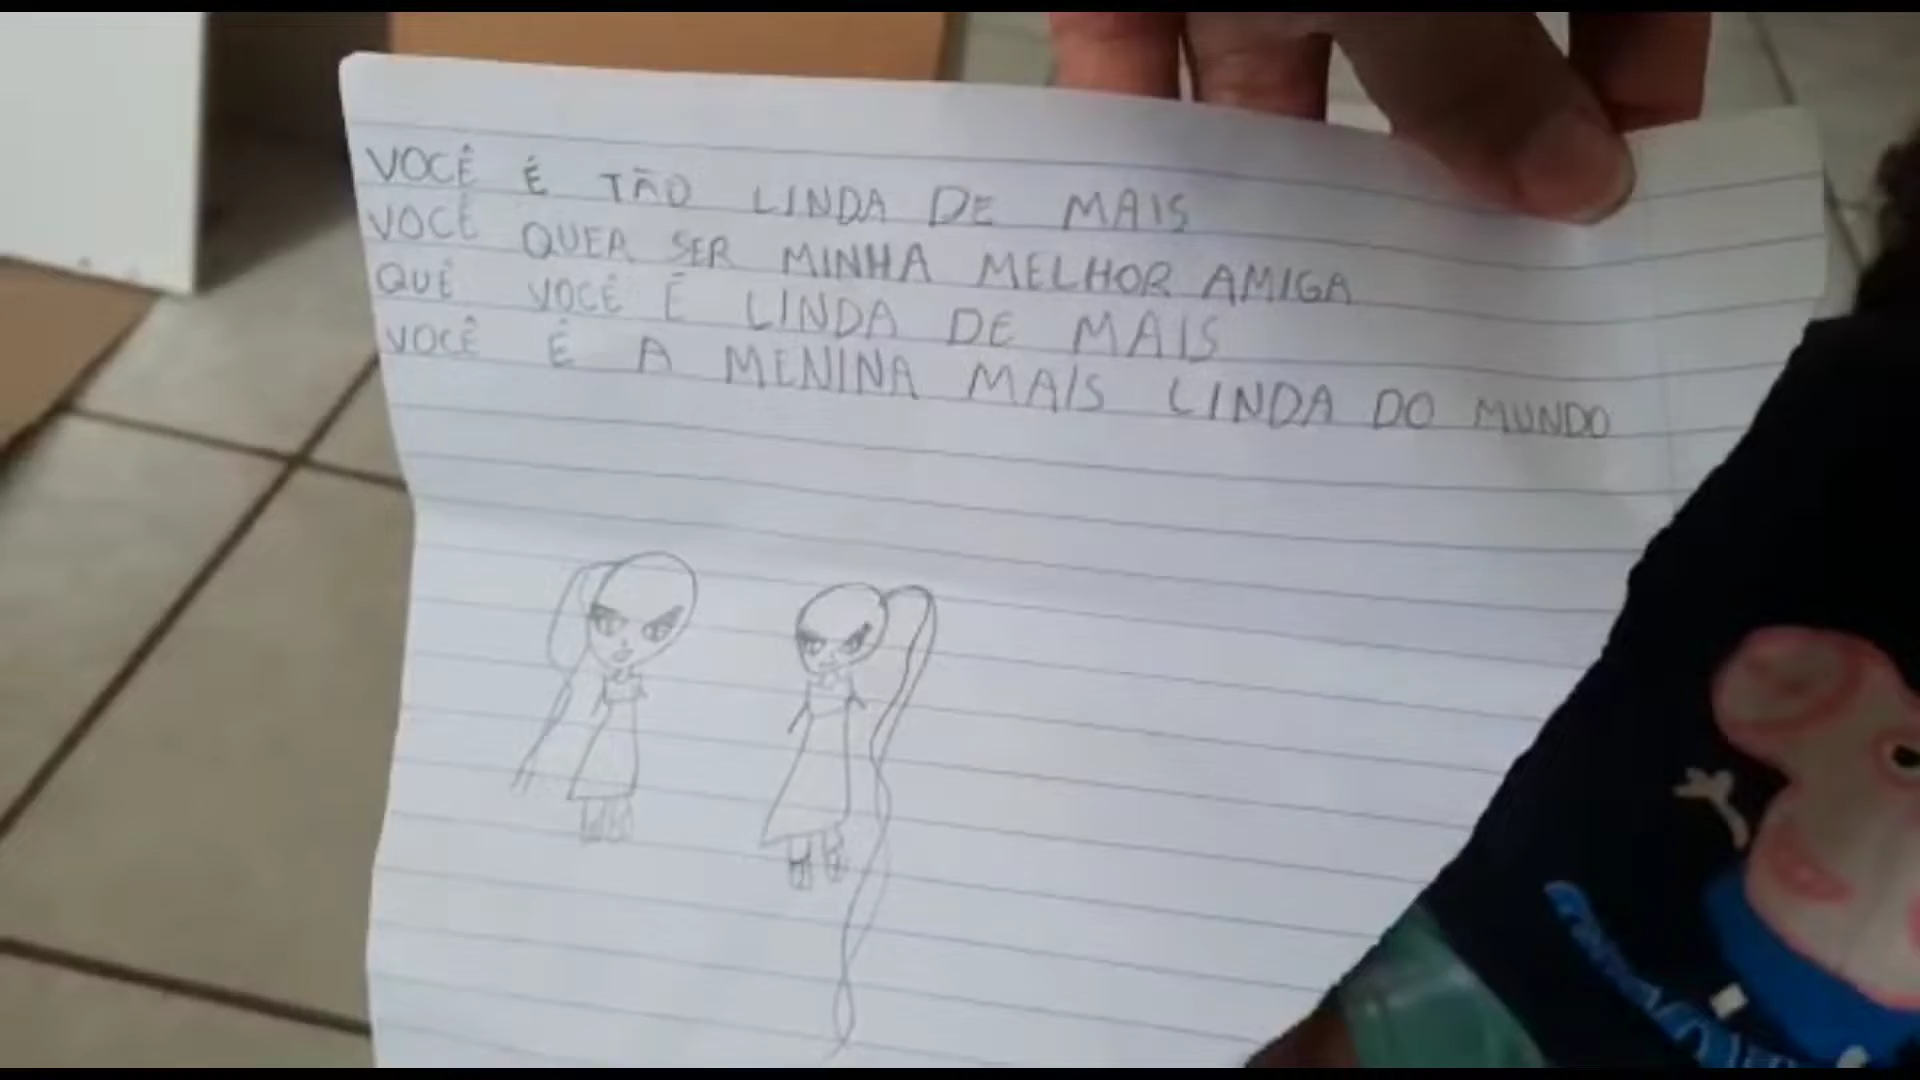 VOCÊ É TÃO LINDA DE MAIS
VOCÊ QUER SER MINHA MELHOR AMIGA
QUÊ VOCÊ É LINDA DE MAIS
VOCÊ É A MENINA MAIS LINDA DO MUNDO